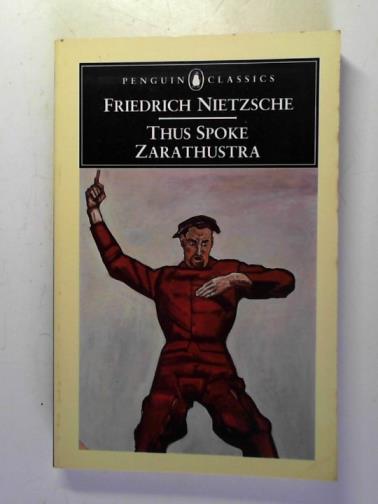 PENGUIN CLASSICS
FRIEDRICH NIETZSCHE
THUS SPOKE
ZARATHUSTRA